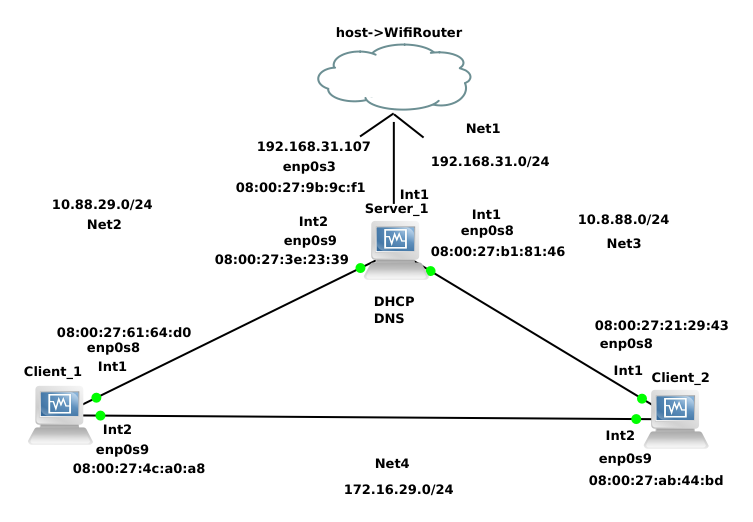 host->WifiRouter
Net1
192.168.31.107
192.168.31.0/24
enp0s3
08:00:27:9b:9c:f1
Int1
Server_1
10.88.29.0/24
Net2
Int2
enp0s9
08:00:27:3e:23:39
Int1
enp0s8
08:00:27:b1:81:46
10.8.88.0/24
Net3
DHCP
DNS
08:00:27:61:64:d0
enp0s8
Int1
Client_1
08:00:27:21:29:43
enp0s8
Int1
Client_2
Int2
enp0s9
08:00:27:4c:a0:a8
Int2
enp0s9
08:00:27:ab:44:bd
Net4
172.16.29.0/24